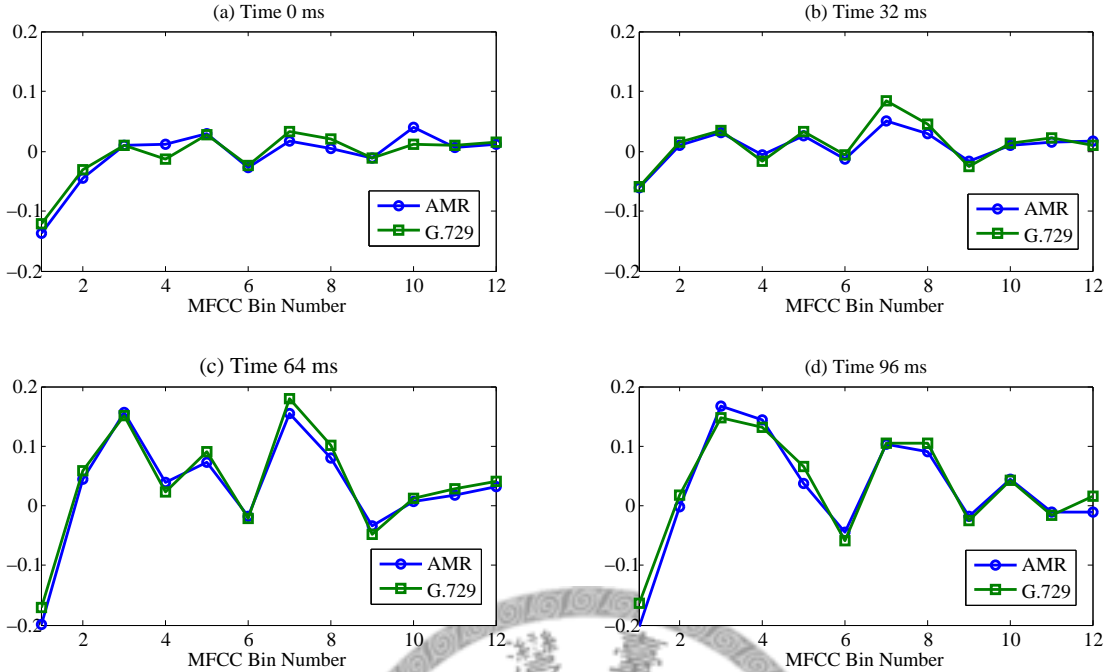 (a) Time 0 ms
0.2
0.1
0
−0.1
−0.2
2 4 6 8 10 12
MFCC Bin Number
AMR
G.729
(b) Time 32 ms
0.2
0.1
0
−0.1
−0.2
2 4 6 8 10 12
MFCC Bin Number
AMR
G.729
(c) Time 64 ms
0.2
0.1
0
−0.1
−0.2
2 4 6 8 10 12
MFCC Bin Number
AMR
G.729
(d) Time 96 ms
0.2
0.1
0
−0.1
−0.2
2 4 6 8 10 12
MFCC Bin Number
AMR
G.729